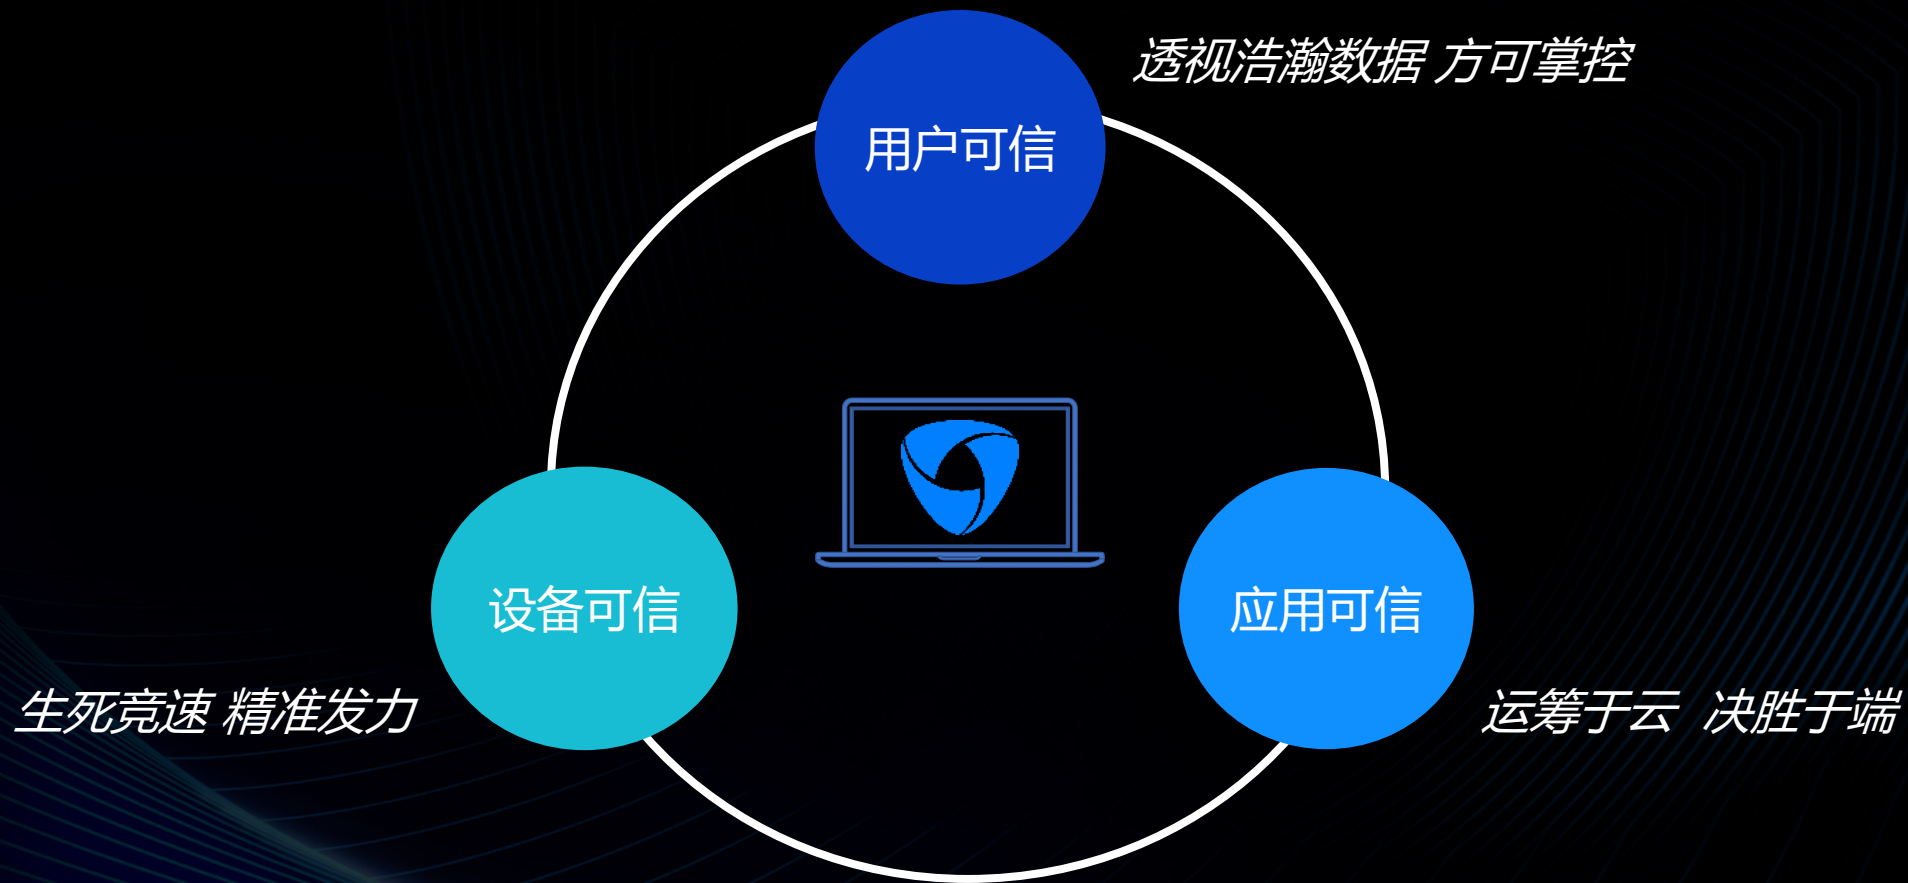 透视浩瀚数据 方可掌控
用户可信
设备可信
应用可信
生死竞速 精准发力
运筹于云 决胜于端